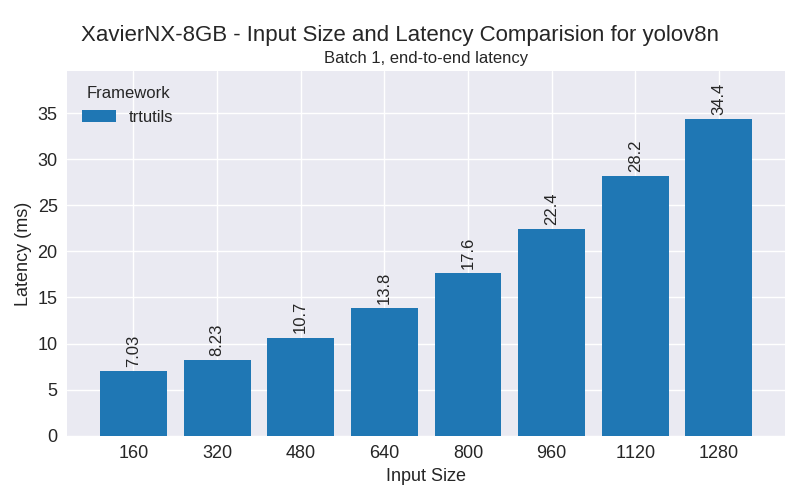 XavierNX-8GB - Input Size and Latency Comparision for yolov8n
Batch 1, end-to-end latency
Framework
trtutils
Latency (ms)
35
30
25
20
15
10
5
0
7.03
8.23
10.7
13.8
17.6
22.4
28.2
34.4
160 320 480 640 800 960 1120 1280
Input Size